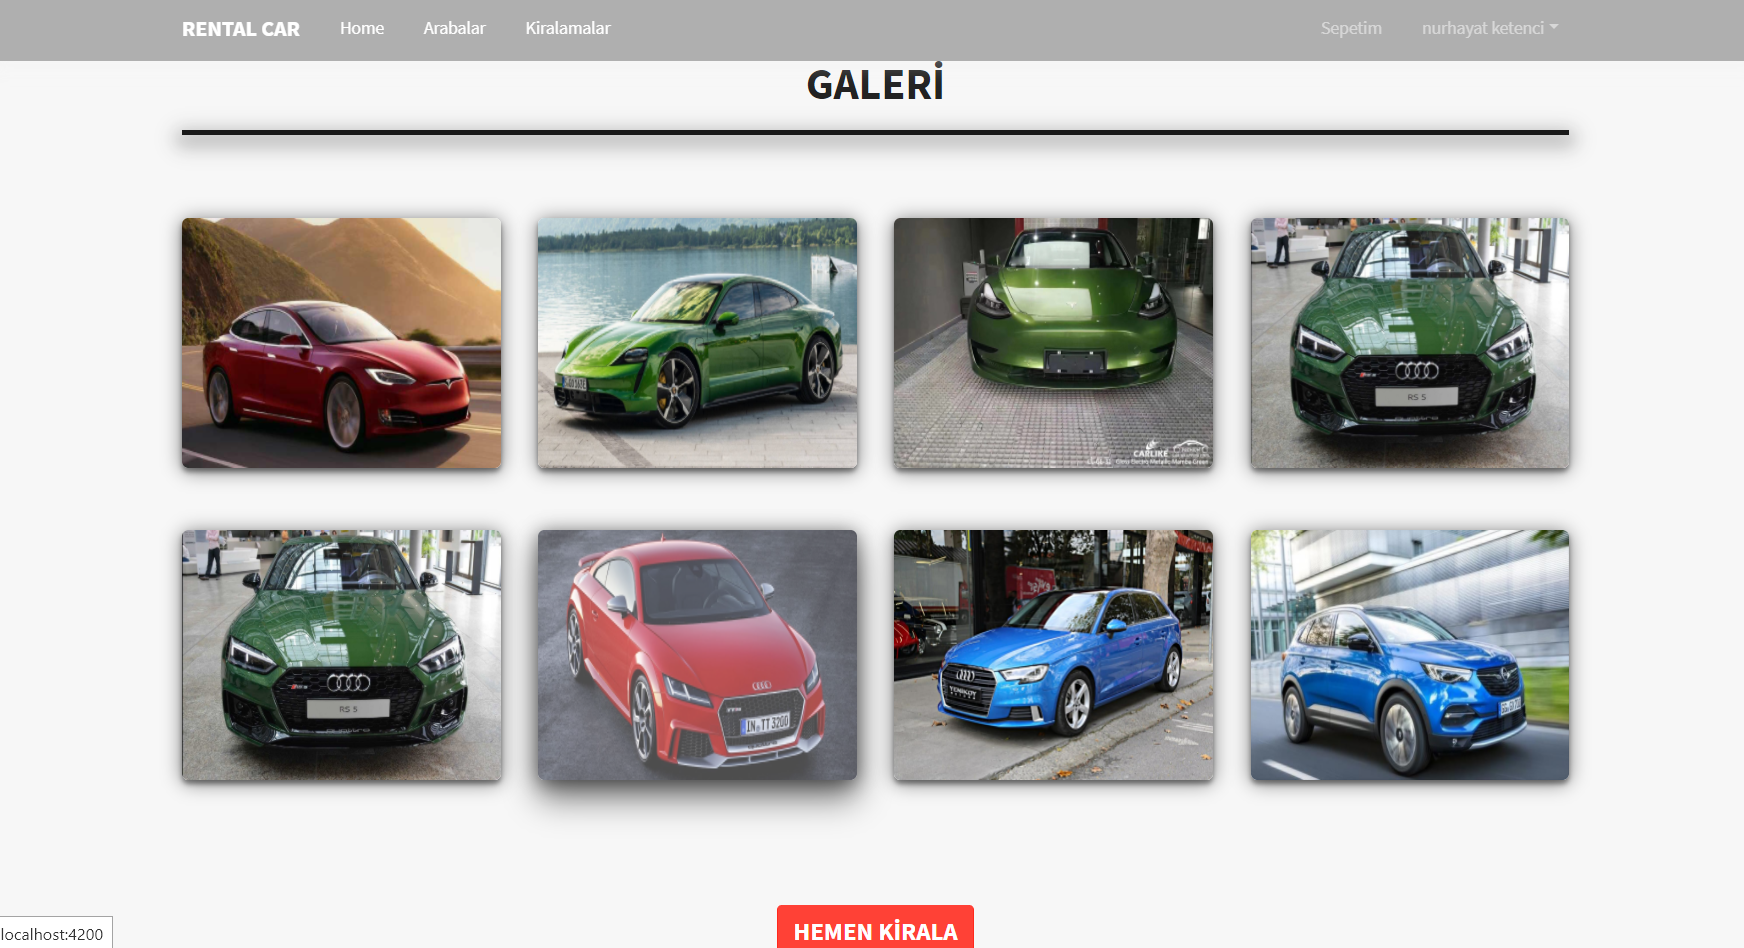 RENTAL CAR Home Arabalar Kiralamalar Sepetim nurhayat ketenci
GALERİ
CARLIKE
RS 5
RS 5
IN TT 3200
YENIKÖY
HEMEN KİRALA
localhost:4200